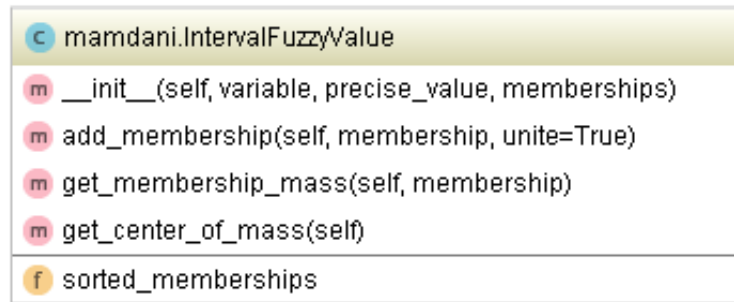 c mamdani.IntervalFuzzyValue
m __init__(self, variable, precise_value, memberships)
m add_membership(self, membership, unite=True)
m get_membership_mass(self, membership)
m get_center_of_mass(self)
f sorted_memberships